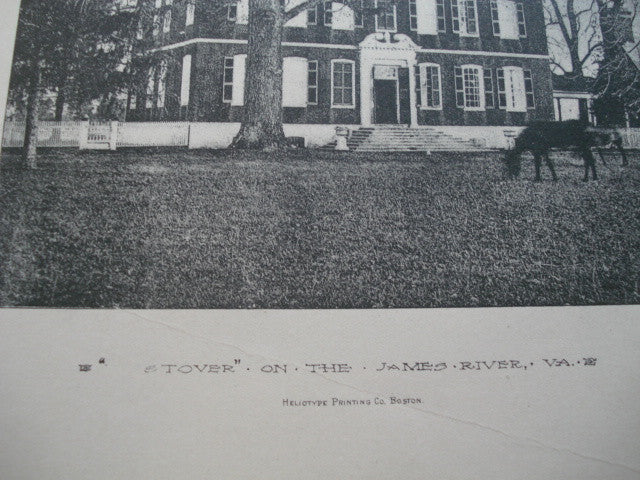 " STOVER" · ON · THE · JAMES · RIVER, · VA.
HELIOTYPE PRINTING CO. BOSTON.